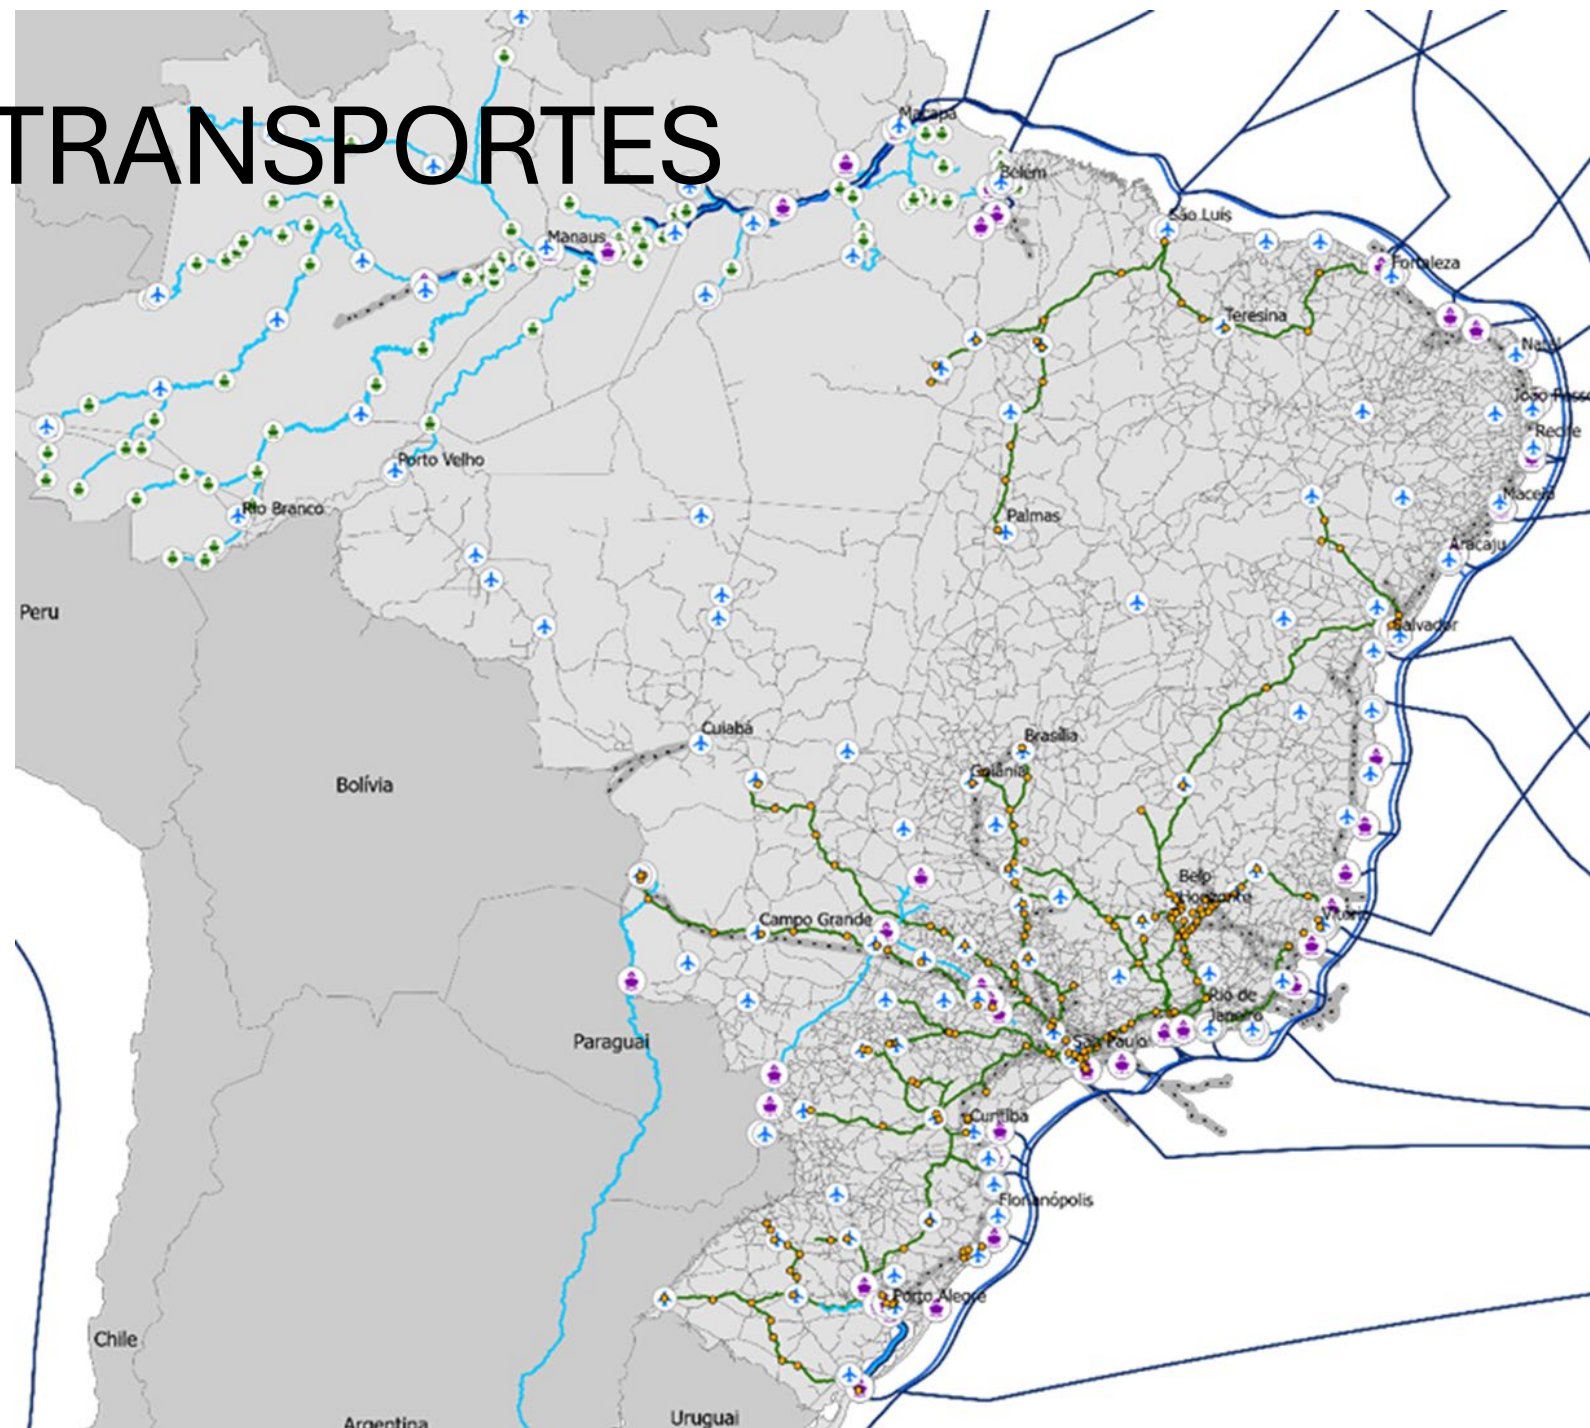 TRANSPORTES
Macapá
Belém
São Luís
Manaus
Fortaleza
Teresina
Natal
João Pesso
Recife
Porto Velho
Maceió
Rio Branco
Palmas
Aracaju
Peru
Salvador
Cuiabá
Brasília
Goiânia
Bolívia
Belo
Horizonte
Campo Grande
Vitória
Rio de
Janeiro
Paraguai
São Paulo
Curitiba
Florianópolis
Porto Alegre
Chile
Uruguai
Argentina